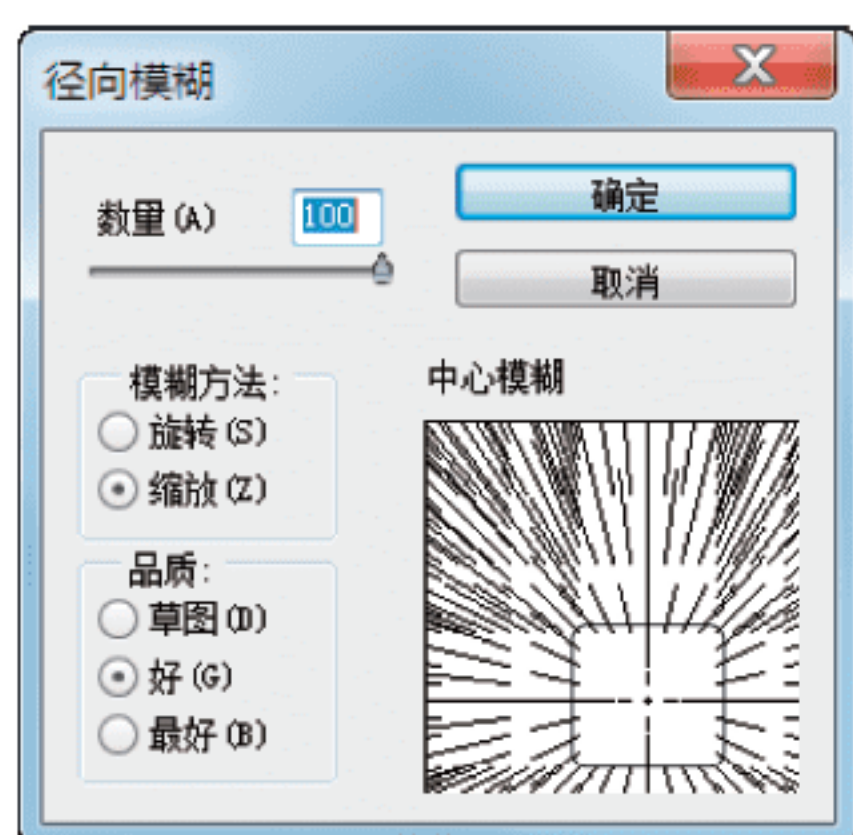 径向模糊
数量(A)
100
确定
取消
模糊方法:
旋转(S)
缩放(Z)
中心模糊
品质:
草图(D)
好(G)
最好(B)